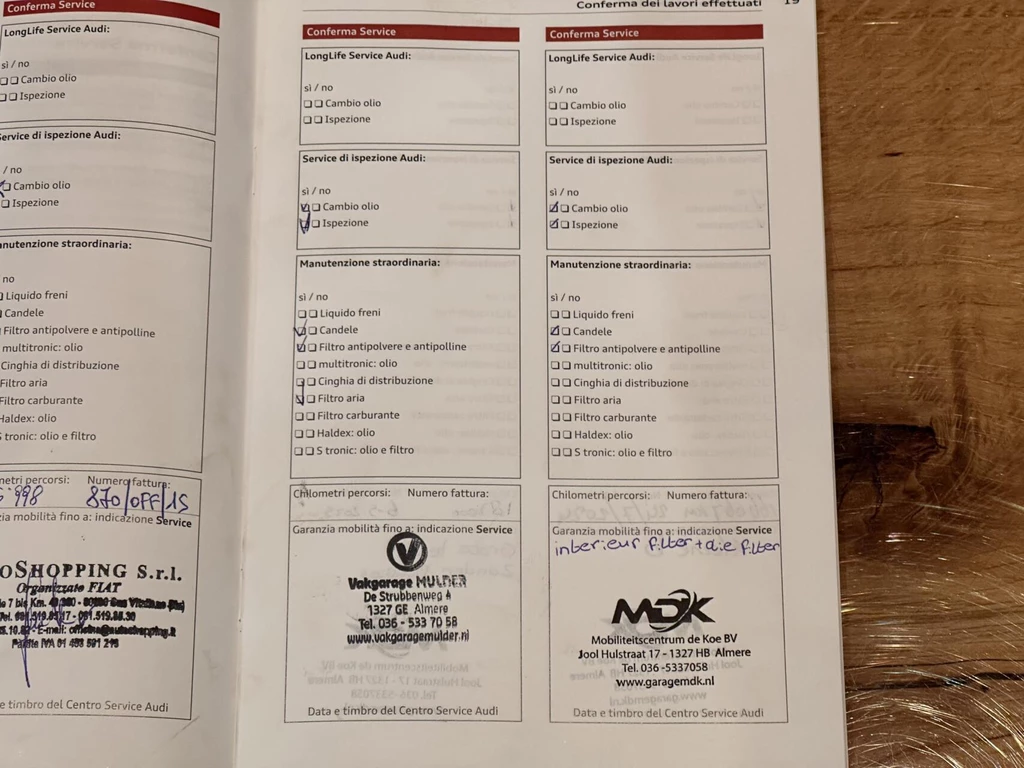 Conferma dei lavori effettuati 19
Conferma Service
LongLife Service Audi:
sì / no
Cambio olio
Ispezione
Service di ispezione Audi:
/ no
Cambio olio
Ispezione
Manutenzione straordinaria:
no
Liquido freni
Candele
Filtro antipolvere e antipolline
multitronic: olio
Cinghia di distribuzione
Filtro aria
Filtro carburante
Haldex: olio
S tronic: olio e filtro
metri percorsi: Numero fattura:
998 870/OFF/15
zia mobilità fino a: indicazione Service
oSHOPPING S.r.l.
Organizzato FIAT
e timbro del Centro Service Audi
Conferma Service
LongLife Service Audi:
sì / no
Cambio olio
Ispezione
Service di ispezione Audi:
sì / no
Cambio olio
Ispezione
Manutenzione straordinaria:
sì / no
Liquido freni
Candele
Filtro antipolvere e antipolline
multitronic: olio
Cinghia di distribuzione
Filtro aria
Filtro carburante
Haldex: olio
S tronic: olio e filtro
Chilometri percorsi: Numero fattura:
Garanzia mobilità fino a: indicazione Service
V
Vakgarage MULDER
De Strubbenweg 4
1327 GE Almere
Tel. 036 - 533 70 58
www.vakgaragemulder.nl
Data e timbro del Centro Service Audi
Conferma Service
LongLife Service Audi:
sì / no
Cambio olio
Ispezione
Service di ispezione Audi:
sì / no
Cambio olio
Ispezione
Manutenzione straordinaria:
sì / no
Liquido freni
Candele
Filtro antipolvere e antipolline
multitronic: olio
Cinghia di distribuzione
Filtro aria
Filtro carburante
Haldex: olio
S tronic: olio e filtro
Chilometri percorsi: Numero fattura:
Garanzia mobilità fino a: indicazione Service
interieur filter + olie filter
MDK
Mobiliteitscentrum de Koe BV
Jool Hulstraat 17 - 1327 HB Almere
Tel. 036 -5337058
www.garagemdk.nl
Data e timbro del Centro Service Audi